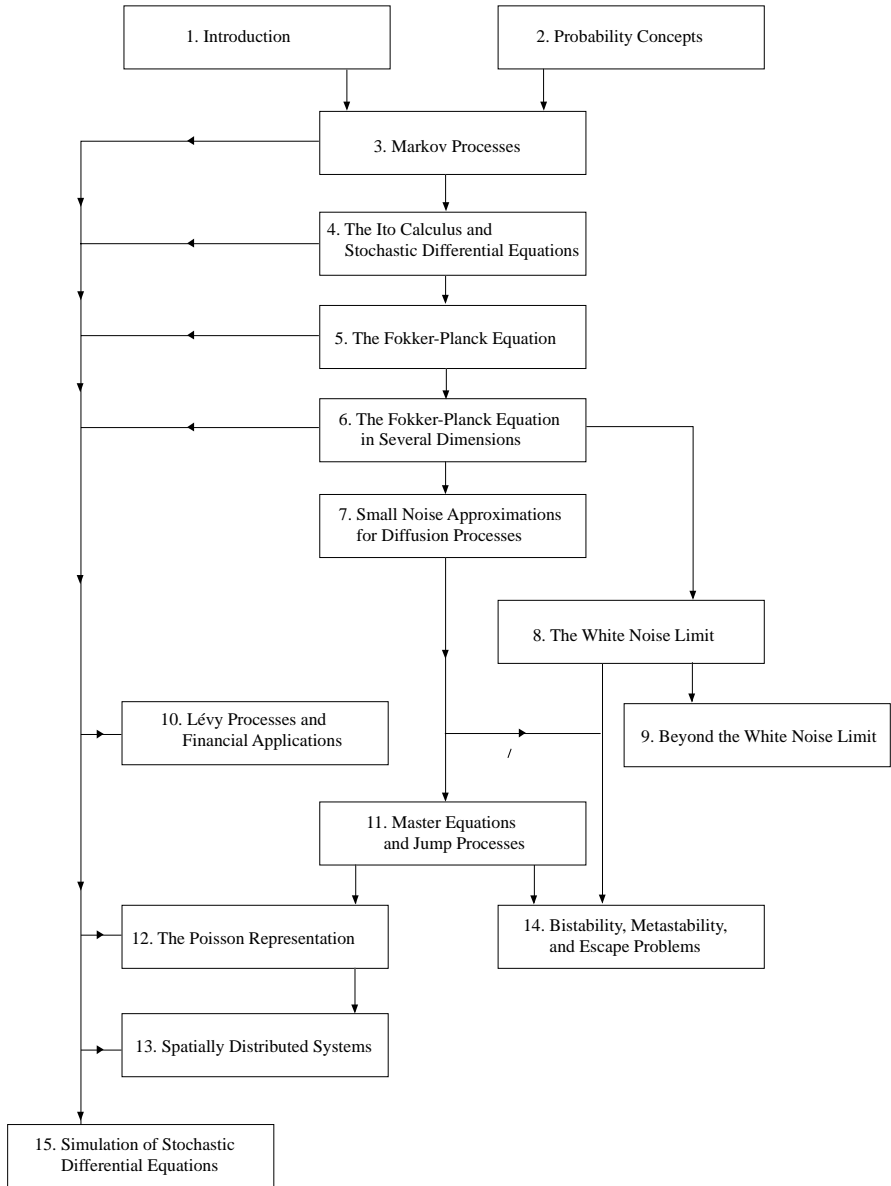 1. Introduction
2. Probability Concepts
3. Markov Processes
4. The Ito Calculus and
Stochastic Differential Equations
5. The Fokker-Planck Equation
6. The Fokker-Planck Equation
in Several Dimensions
7. Small Noise Approximations
for Diffusion Processes
8. The White Noise Limit
10. Lévy Processes and
Financial Applications
9. Beyond the White Noise Limit
11. Master Equations
and Jump Processes
12. The Poisson Representation
14. Bistability, Metastability,
and Escape Problems
13. Spatially Distributed Systems
15. Simulation of Stochastic
Differential Equations